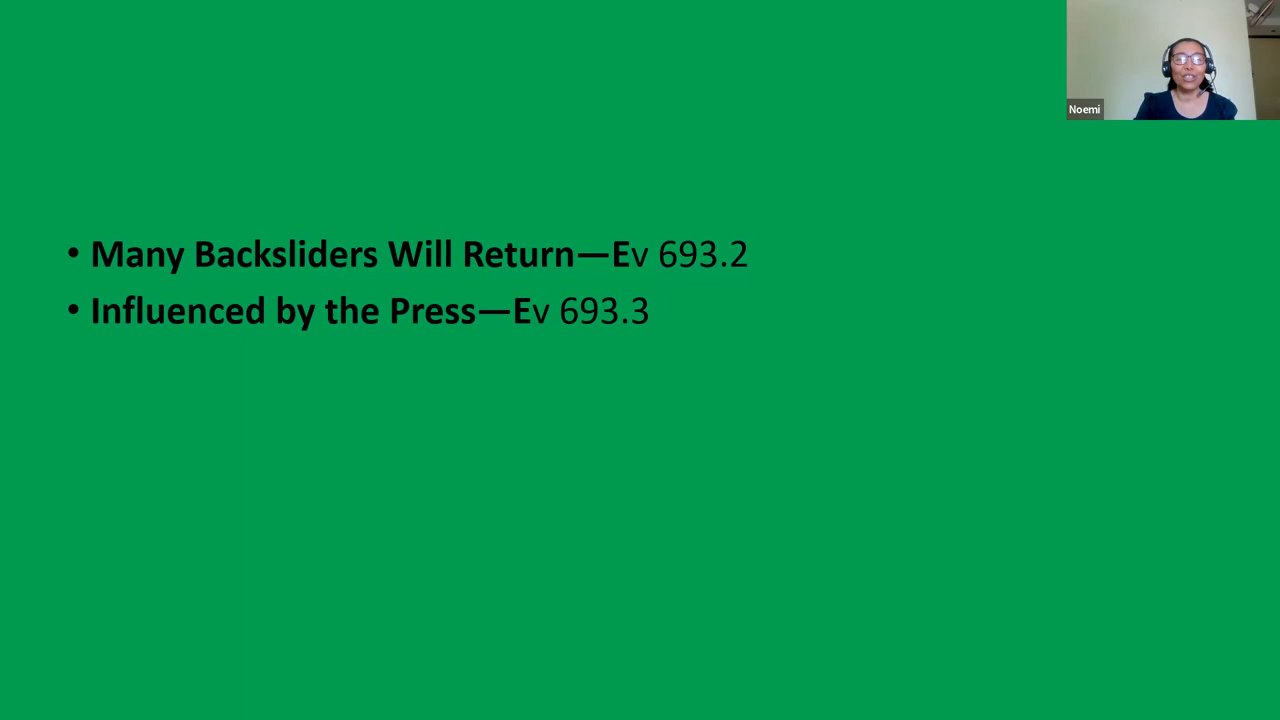 Noemi
• Many Backsliders Will Return—Ev 693.2
• Influenced by the Press—Ev 693.3